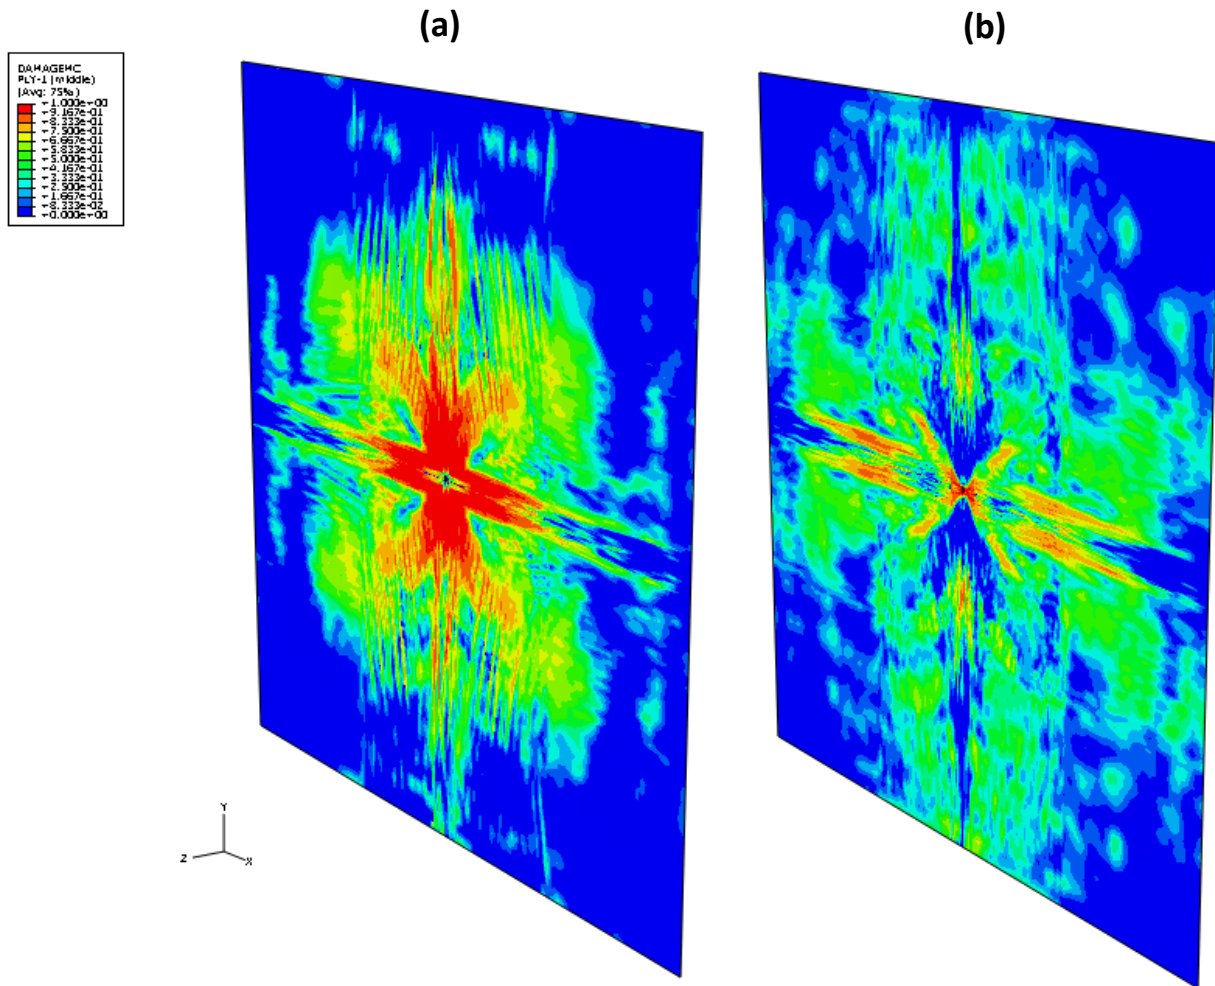 (a)
(b)
DAMAGEMC
PLY-1 (middle)
(Avg: 75%)
+1.000e+00
+9.167e-01
+8.333e-01
+7.500e-01
+6.667e-01
+5.833e-01
+5.000e-01
+4.167e-01
+3.333e-01
+2.500e-01
+1.667e-01
+8.333e-02
+0.000e+00
Y
Z
X